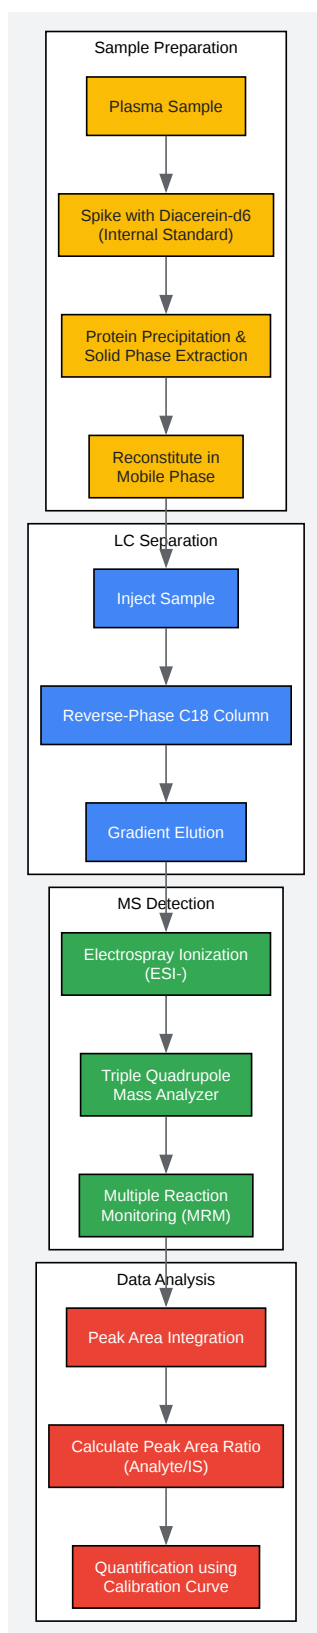 Sample Preparation
Plasma Sample
Spike with Diacerein-d6
(Internal Standard)
Protein Precipitation &
Solid Phase Extraction
Reconstitute in
Mobile Phase
LC Separation
Inject Sample
Reverse-Phase C18 Column
Gradient Elution
MS Detection
Electrospray Ionization
(ESI-)
Triple Quadrupole
Mass Analyzer
Multiple Reaction
Monitoring (MRM)
Data Analysis
Peak Area Integration
Calculate Peak Area Ratio
(Analyte/IS)
Quantification using
Calibration Curve